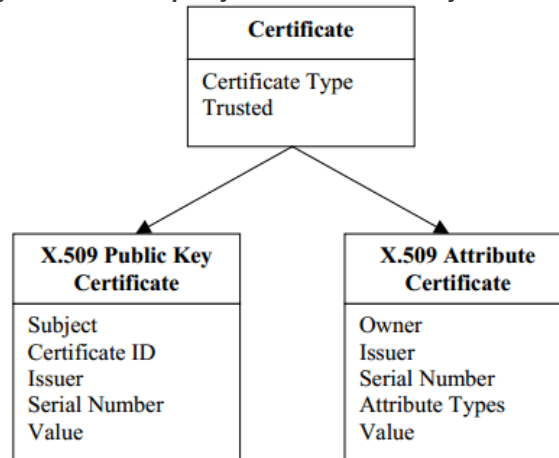 Certificate
Certificate Type
Trusted
X.509 Public Key
Certificate
Subject
Certificate ID
Issuer
Serial Number
Value
X.509 Attribute
Certificate
Owner
Issuer
Serial Number
Attribute Types
Value